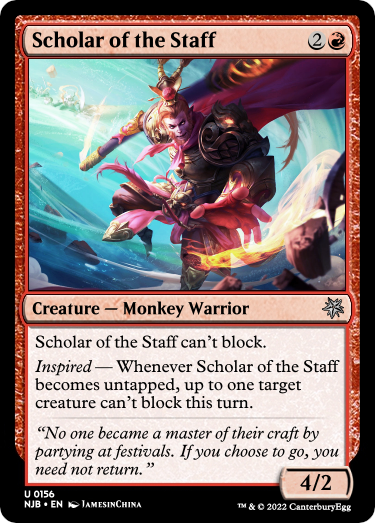 Scholar of the Staff 2
Creature — Monkey Warrior
Scholar of the Staff can't block.
Inspired — Whenever Scholar of the Staff
becomes untapped, up to one target
creature can't block this turn.
“No one became a master of their craft by
partying at festivals. If you choose to go, you
need not return.”
4/2
U 0156
NJB • EN JamesInChina
™ & © 2022 CanterburyEgg